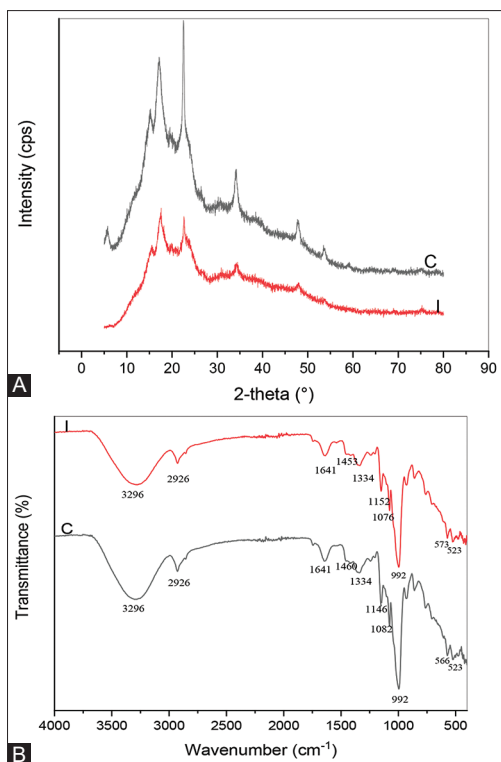 Intensity (cps)
C
I
0 10 20 30 40 50 60 70 80 90
2-theta (°)
A
I
3296
2926
1641
1453
1334
1152
1076
992
573
523
C
3296
2926
1641
1460
1334
1146
1082
992
566
523
Transmittance (%)
4000 3500 3000 2500 2000 1500 1000 500
Wavenumber (cm⁻¹)
B